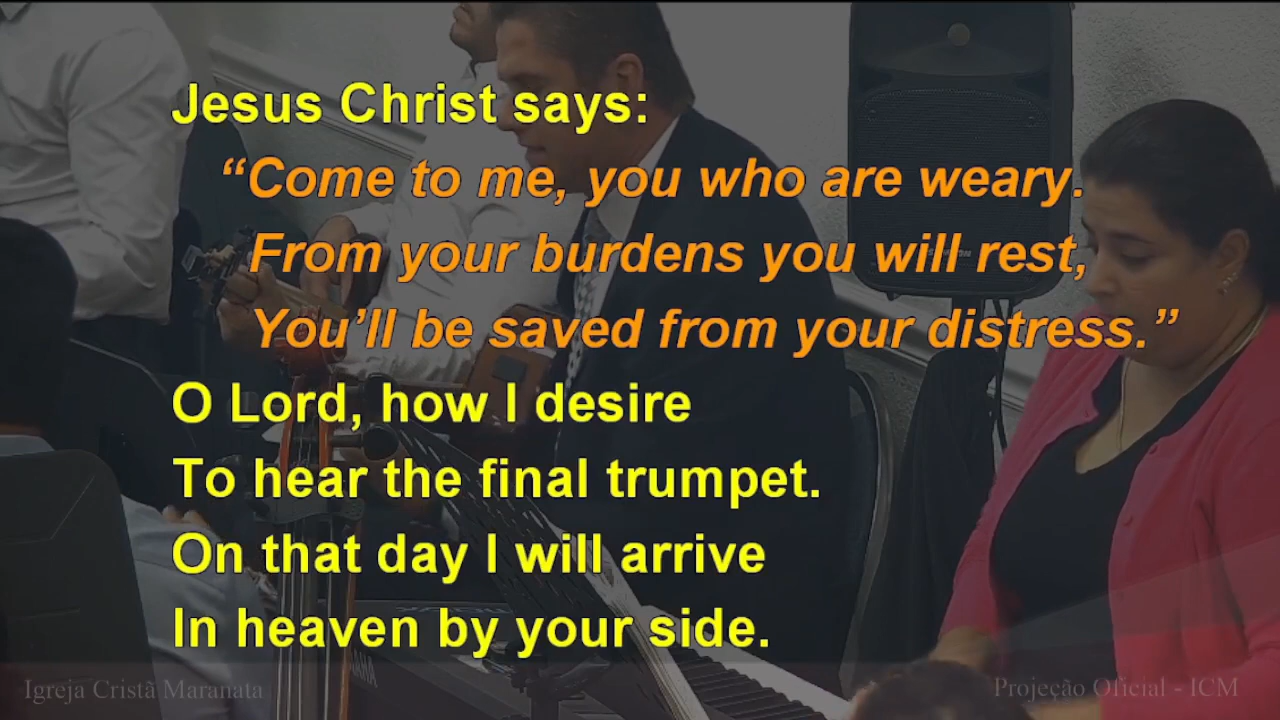 Jesus Christ says:
“Come to me, you who are weary.
From your burdens you will rest,
You’ll be saved from your distress.”
O Lord, how I desire
To hear the final trumpet.
On that day I will arrive
In heaven by your side.
Igreja Cristã Maranata
Projeção Oficial - ICM